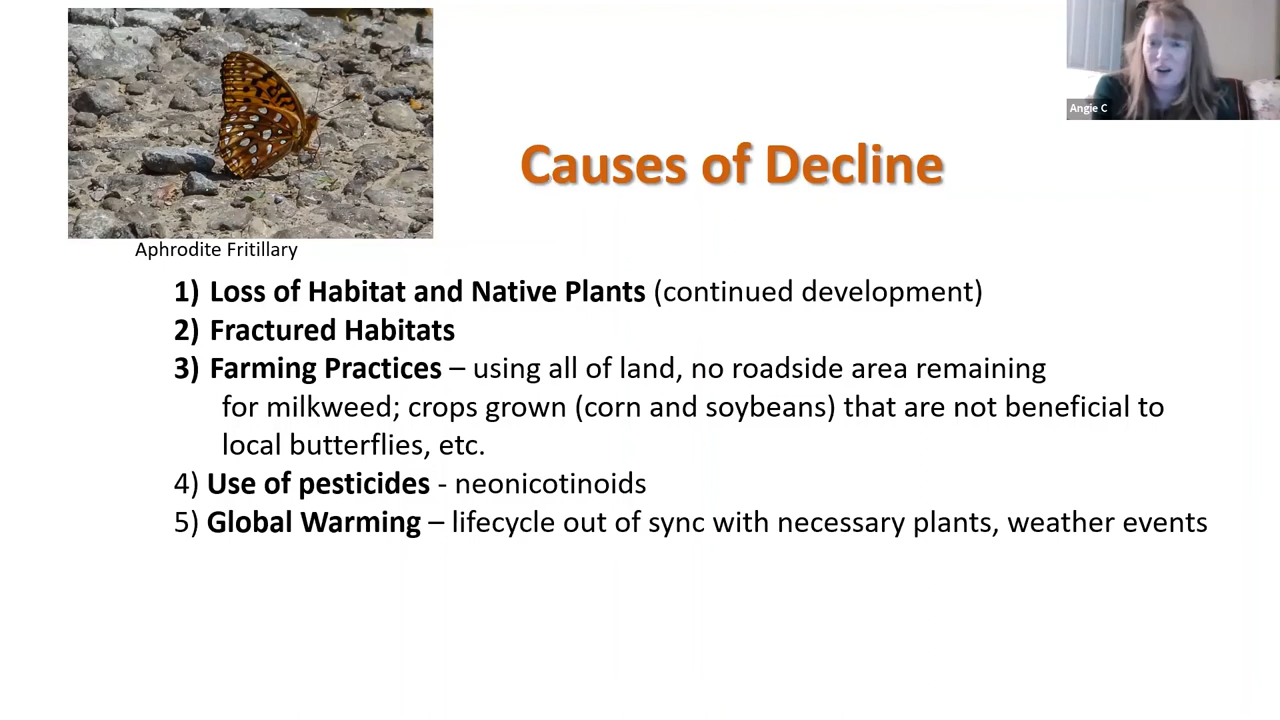 Angie C
Causes of Decline
Aphrodite Fritillary
1) Loss of Habitat and Native Plants (continued development)
2) Fractured Habitats
3) Farming Practices – using all of land, no roadside area remaining
for milkweed; crops grown (corn and soybeans) that are not beneficial to
local butterflies, etc.
4) Use of pesticides - neonicotinoids
5) Global Warming – lifecycle out of sync with necessary plants, weather events